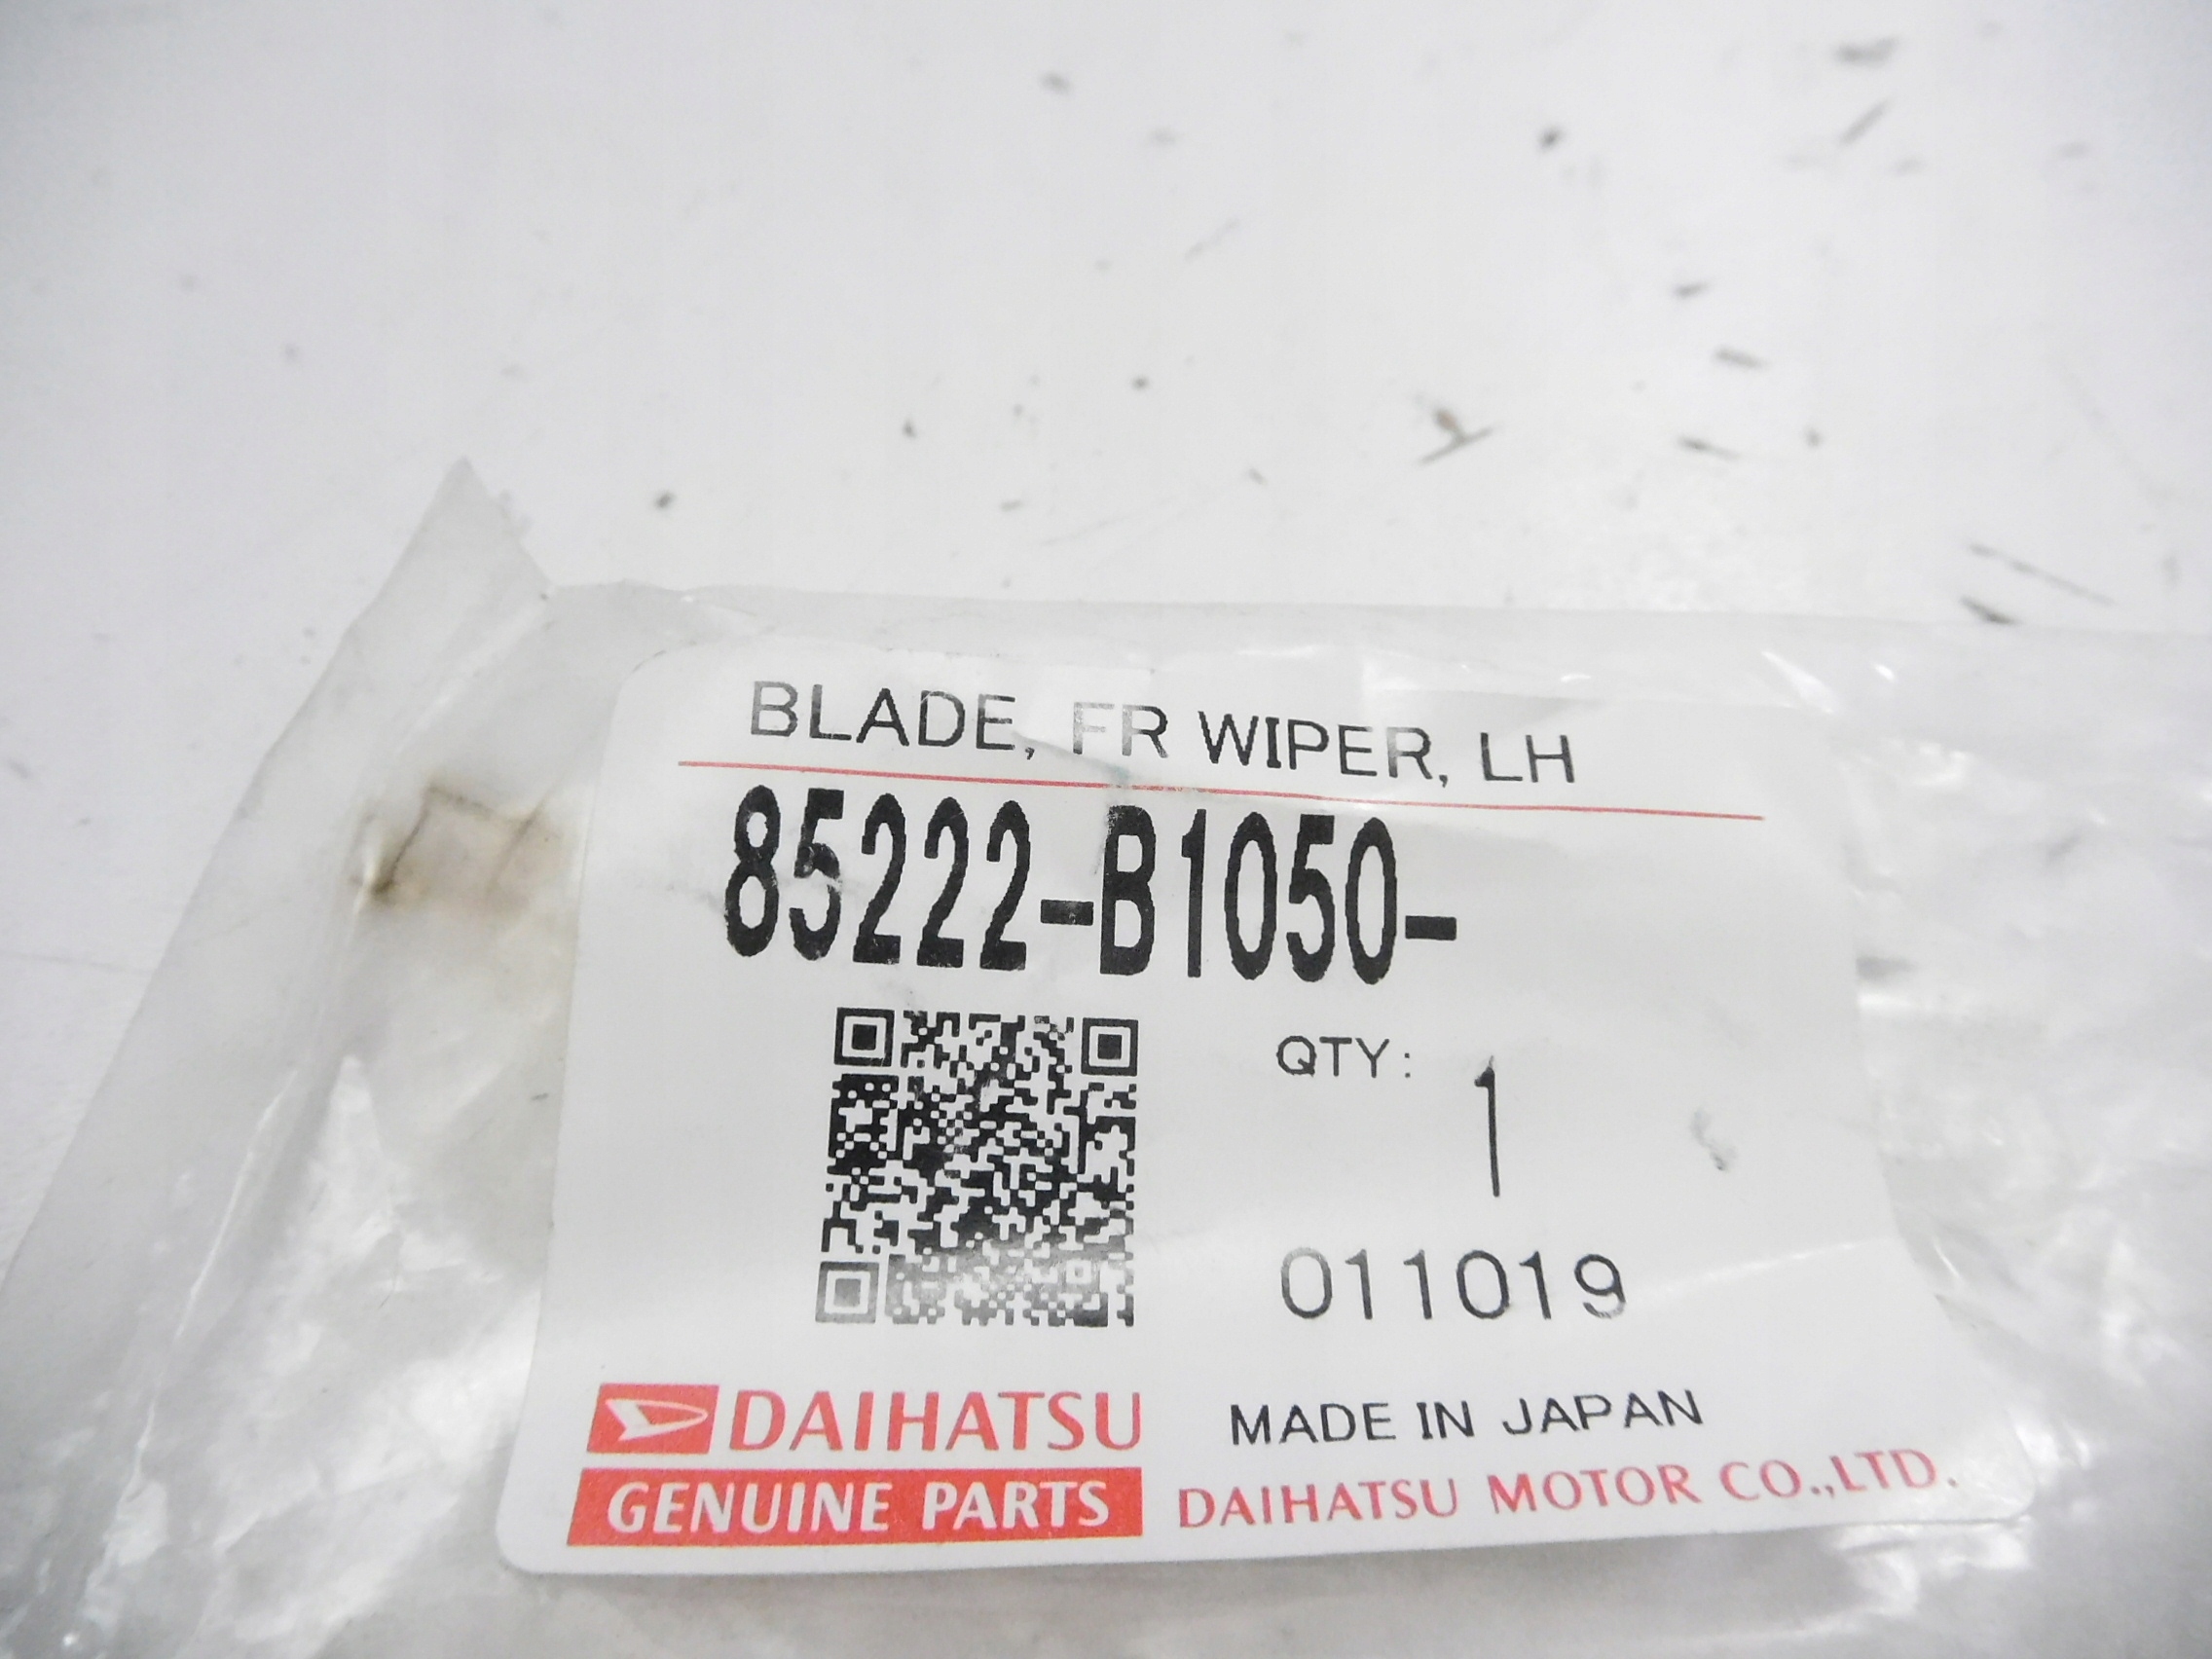 BLADE, FR WIPER, LH
85222-B1050-
QTY: 1
011019
DAIHATSU
GENUINE PARTS
MADE IN JAPAN
DAIHATSU MOTOR CO.,LTD.